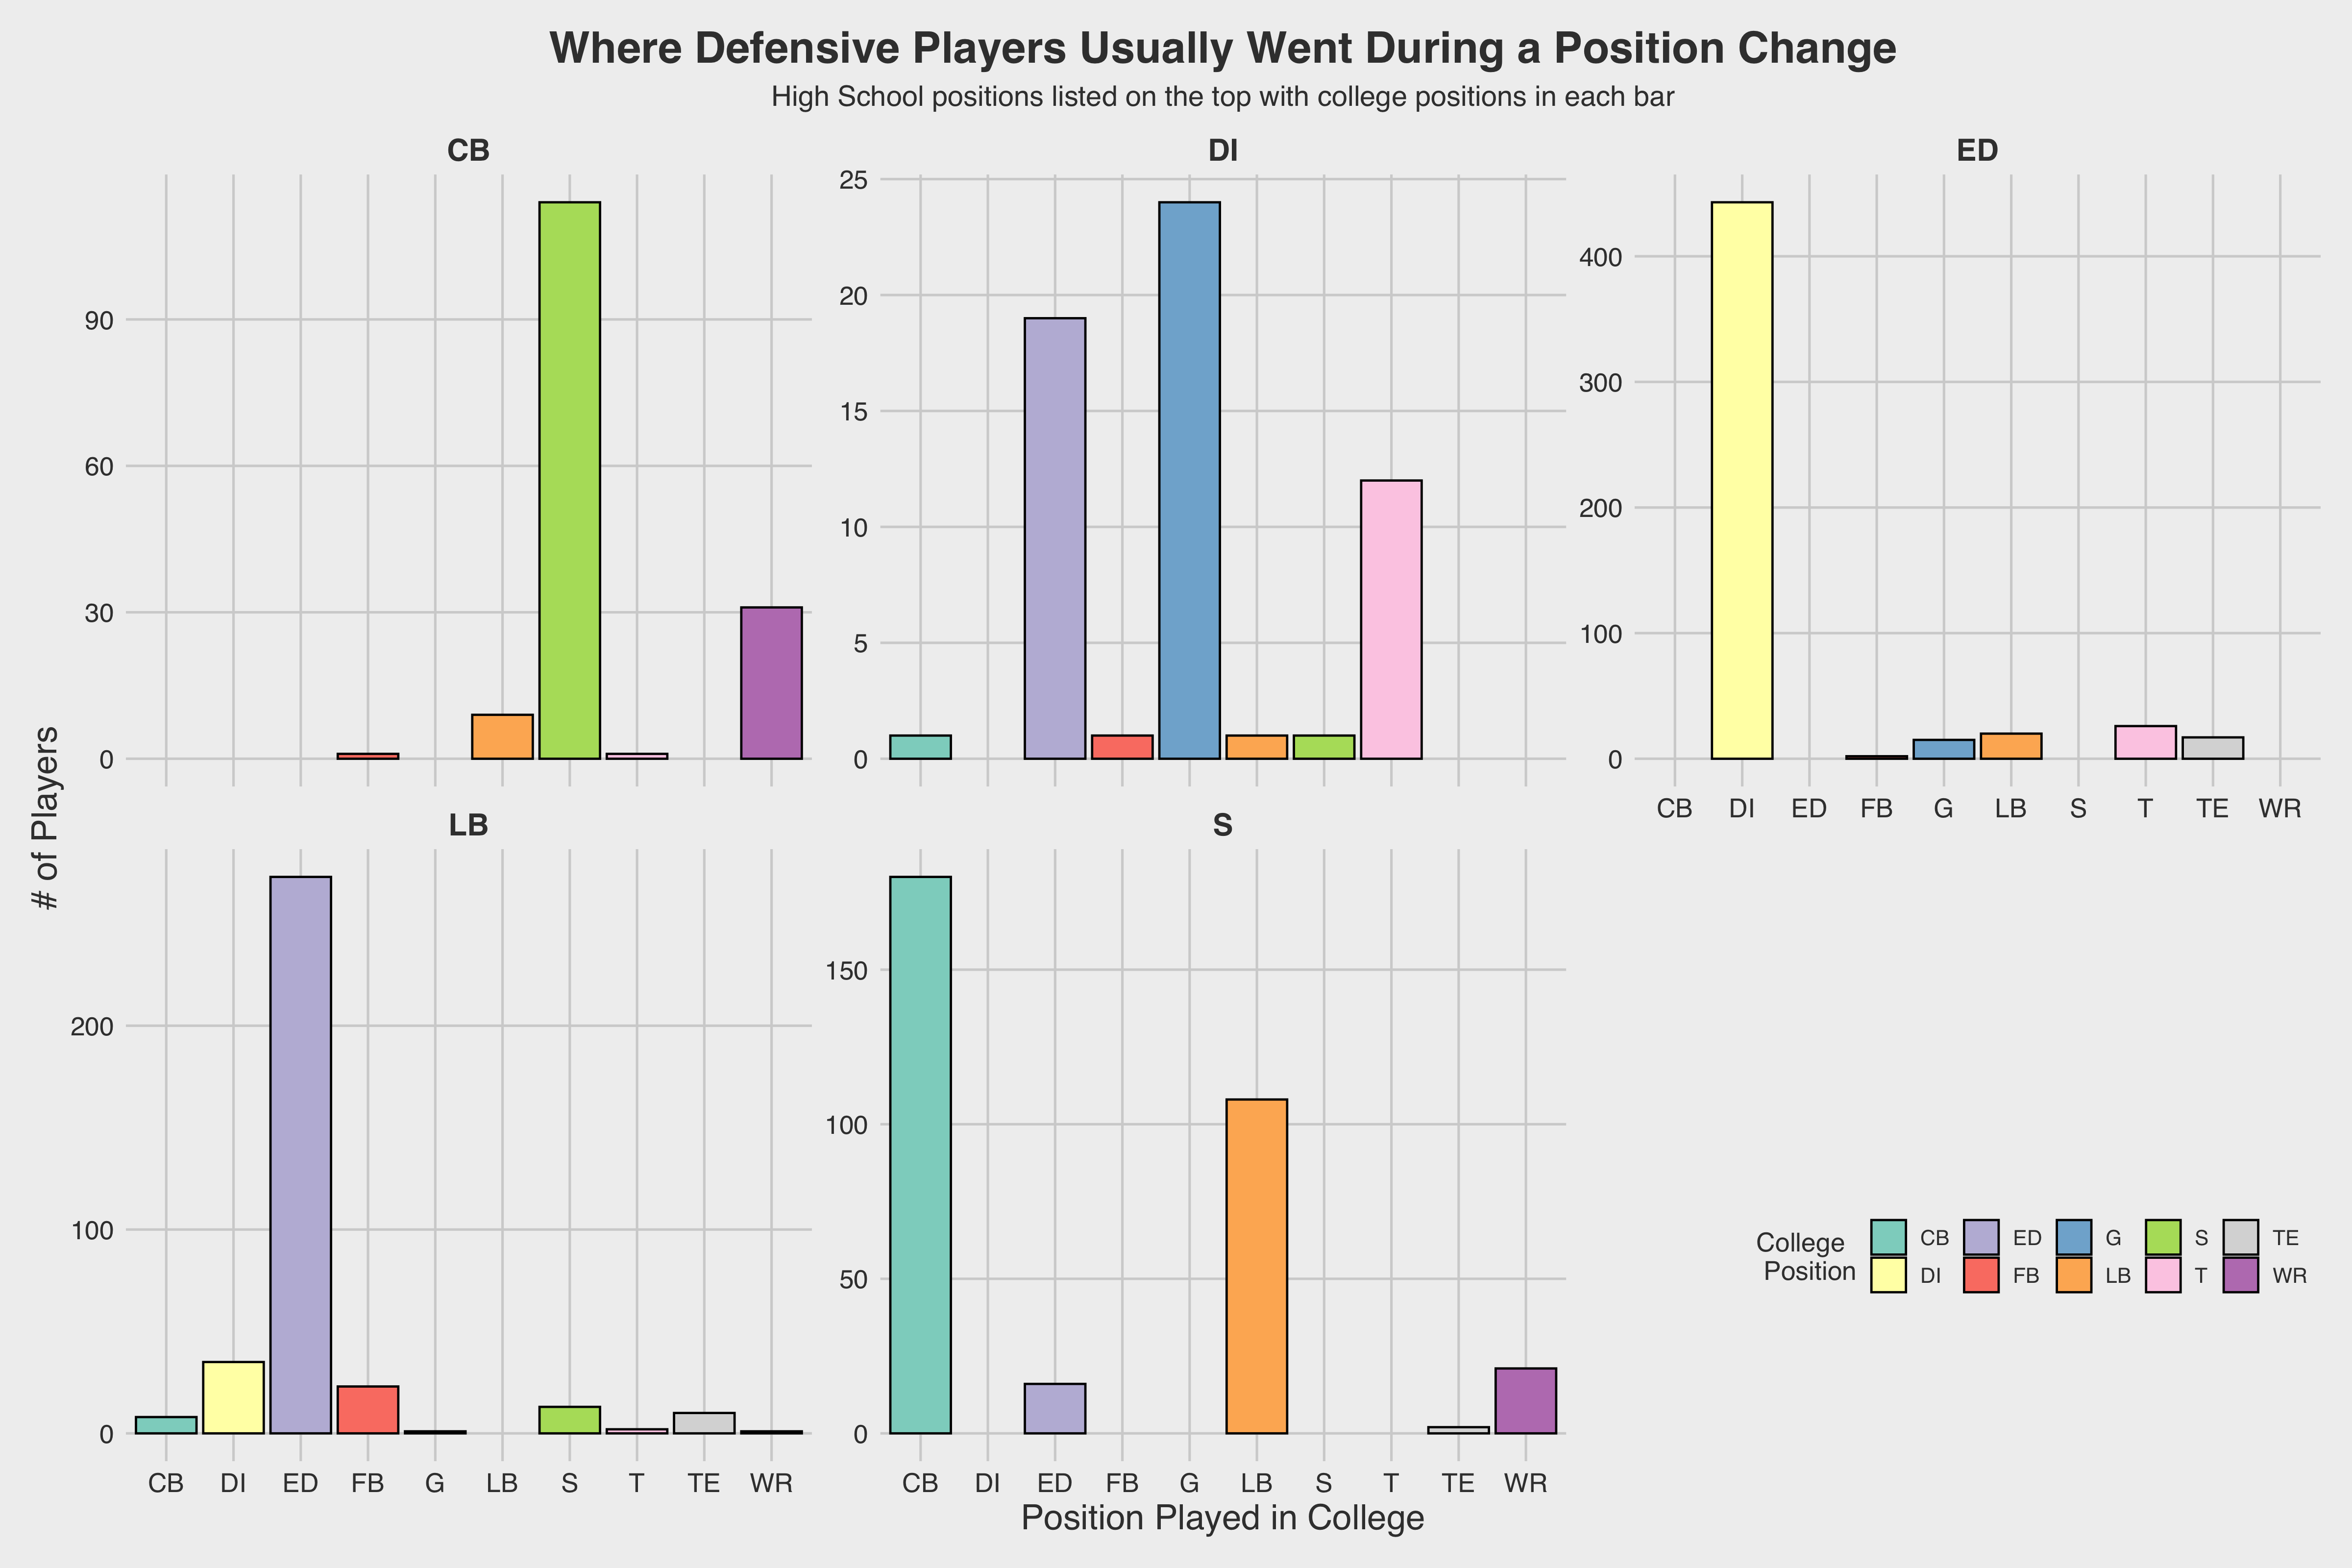 Where Defensive Players Usually Went During a Position Change
High School positions listed on the top with college positions in each bar
CB
DI
ED
90
60
30
0
25
20
15
10
5
0
400
300
200
100
0
CB DI ED FB G LB S T TE WR
# of Players
LB
S
200
100
0
150
100
50
0
CB DI ED FB G LB S T TE WR
CB DI ED FB G LB S T TE WR
Position Played in College
College
Position
CB ED G S TE
DI FB LB T WR